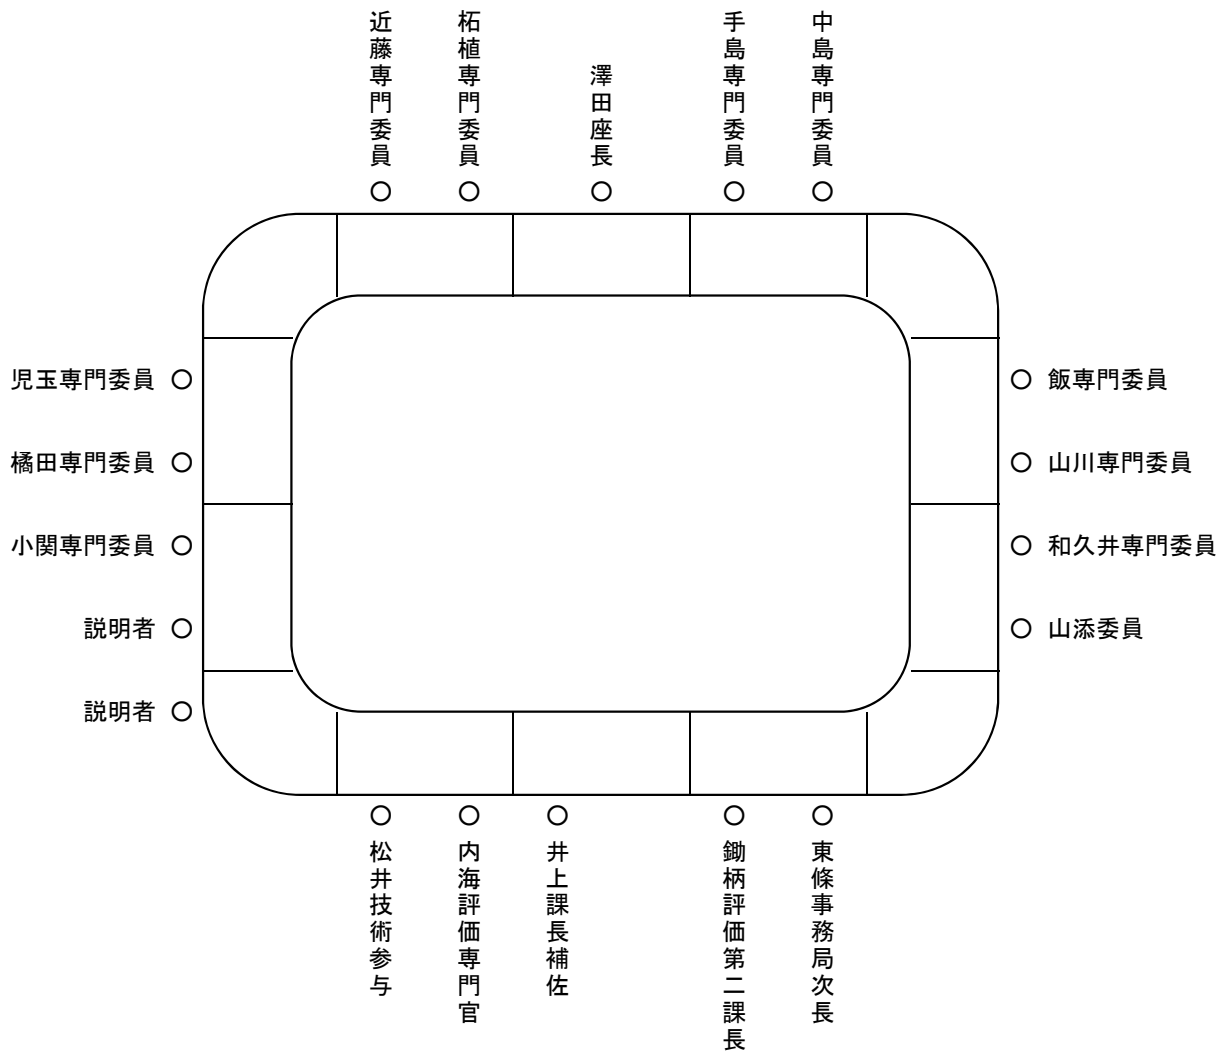 近藤専門委員
柘植専門委員
澤田座長
手島専門委員
中島専門委員
児玉専門委員
飯専門委員
橘田専門委員
山川専門委員
小関専門委員
和久井専門委員
説明者
山添委員
説明者
松井技術参与
内海評価専門官
井上課長補佐
鋤柄評価第二課長
東條事務局次長